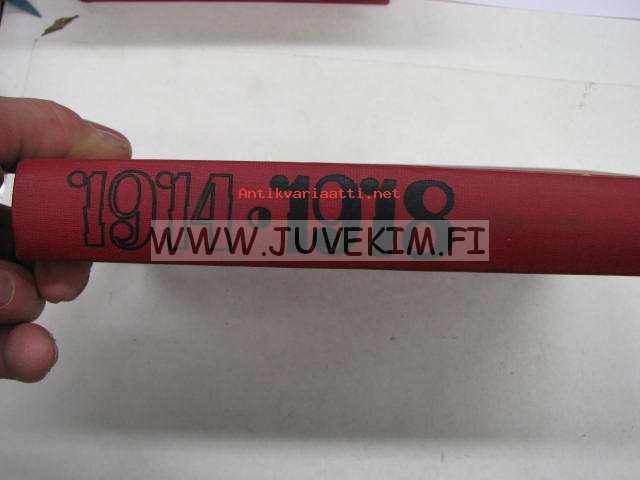 1914 • 1918
Antikvariaatti.net
WWW.JUVEKIM.FI